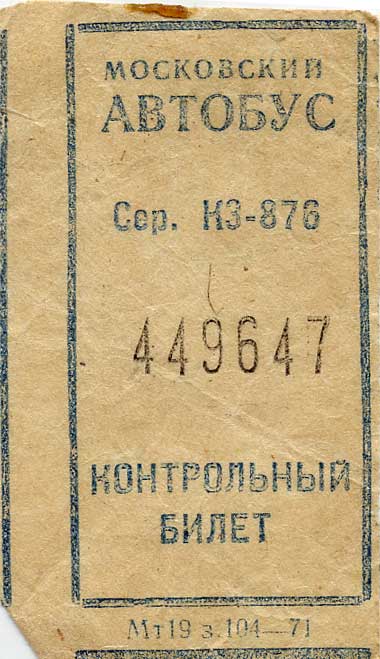 МОСКОВСКИЙ
АВТОБУС
Сер. КЗ-876
449647
КОНТРОЛЬНЫЙ
БИЛЕТ
Мт19 з.104—71